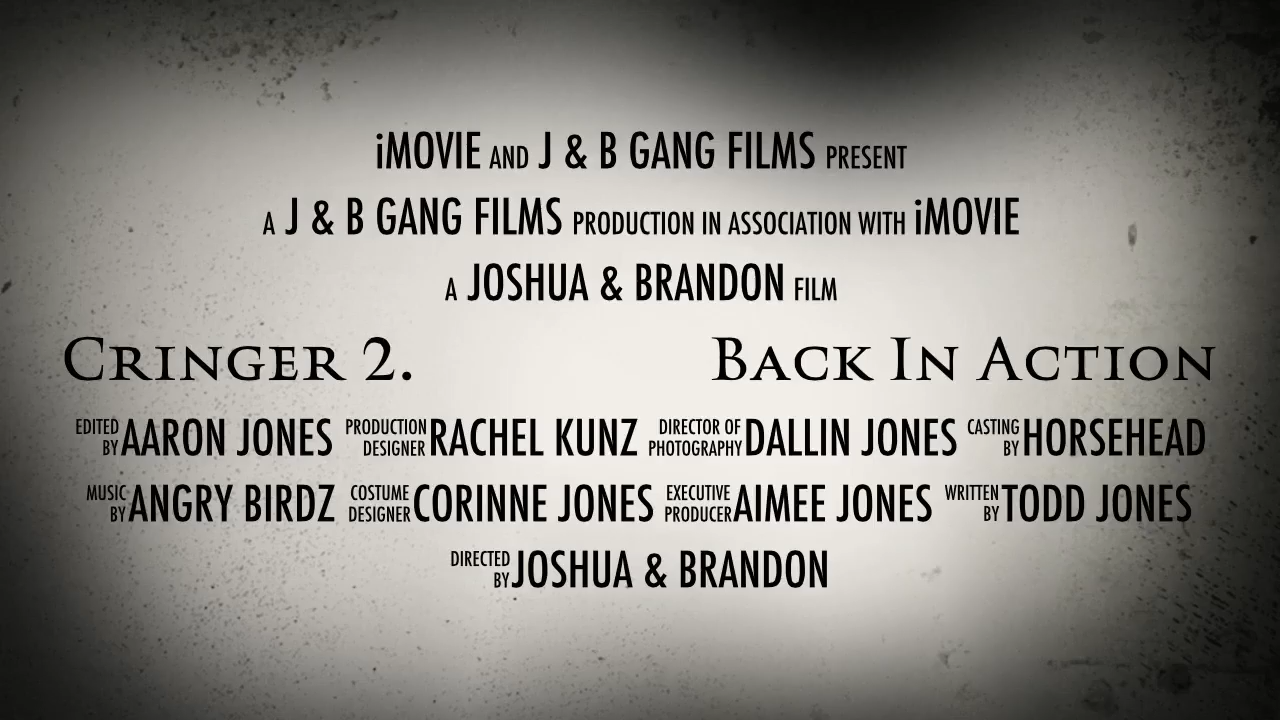 iMOVIE AND J & B GANG FILMS PRESENT
A J & B GANG FILMS PRODUCTION IN ASSOCIATION WITH iMOVIE
A JOSHUA & BRANDON FILM
CRINGER 2. BACK IN ACTION
EDITED BY AARON JONES PRODUCTION DESIGNER RACHEL KUNZ DIRECTOR OF PHOTOGRAPHY DALLIN JONES CASTING BY HORSEHEAD
MUSIC BY ANGRY BIRDZ COSTUME DESIGNER CORINNE JONES EXECUTIVE PRODUCER AIMEE JONES WRITTEN BY TODD JONES
DIRECTED BY JOSHUA & BRANDON